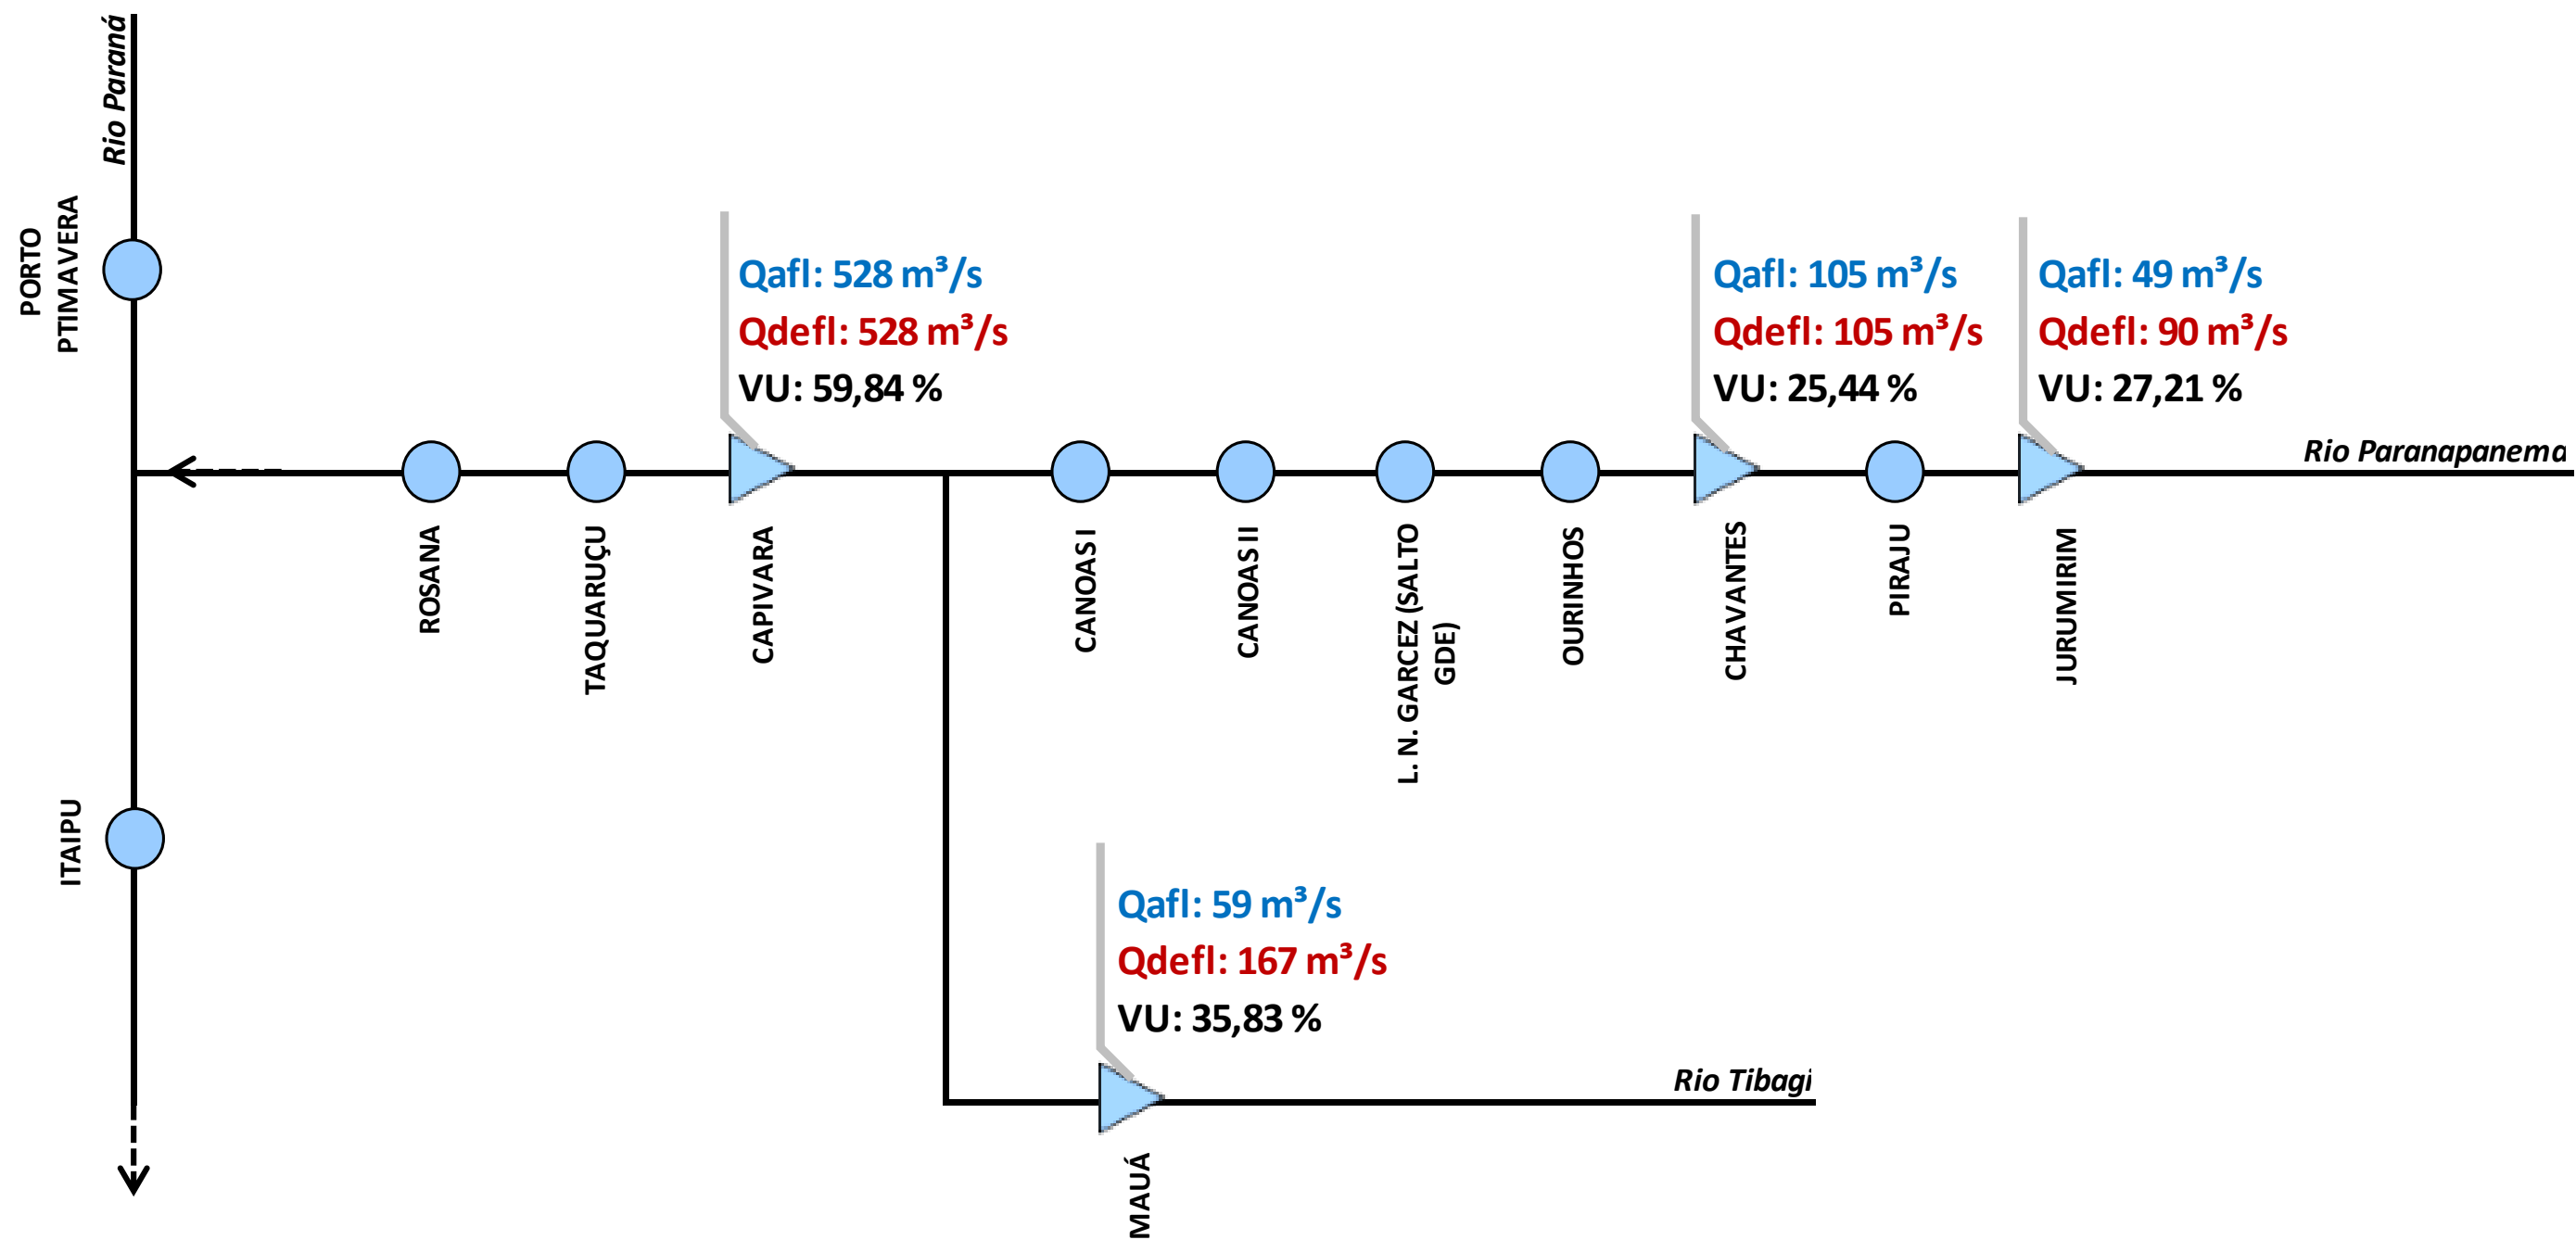 Rio Paraná
PORTO
PTIMAVERA
Qafl: 528 m³/s
Qdefl: 528 m³/s
VU: 59,84 %
Qafl: 105 m³/s
Qdefl: 105 m³/s
VU: 25,44 %
Qafl: 49 m³/s
Qdefl: 90 m³/s
VU: 27,21 %
Rio Paranapanema
ROSANA
TAQUARUÇU
CAPIVARA
CANOAS I
CANOAS II
L. N. GARCEZ (SALTO
GDE)
OURINHOS
CHAVANTES
PIRAJU
JURUMIRIM
ITAIPU
Qafl: 59 m³/s
Qdefl: 167 m³/s
VU: 35,83 %
Rio Tibagi
MAUÁ